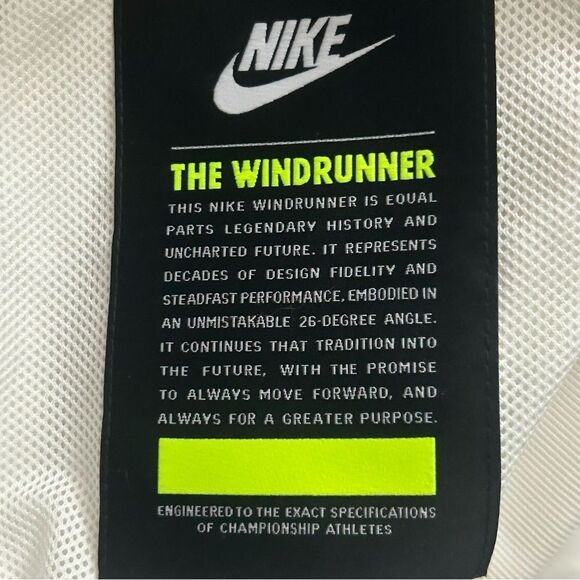 NIKE
THE WINDRUNNER
THIS NIKE WINDRUNNER IS EQUAL
PARTS LEGENDARY HISTORY AND
UNCHARTED FUTURE. IT REPRESENTS
DECADES OF DESIGN FIDELITY AND
STEADFAST PERFORMANCE, EMBODIED IN
AN UNMISTAKABLE 26-DEGREE ANGLE.
IT CONTINUES THAT TRADITION INTO
THE FUTURE, WITH THE PROMISE
TO ALWAYS MOVE FORWARD, AND
ALWAYS FOR A GREATER PURPOSE.
ENGINEERED TO THE EXACT SPECIFICATIONS
OF CHAMPIONSHIP ATHLETES